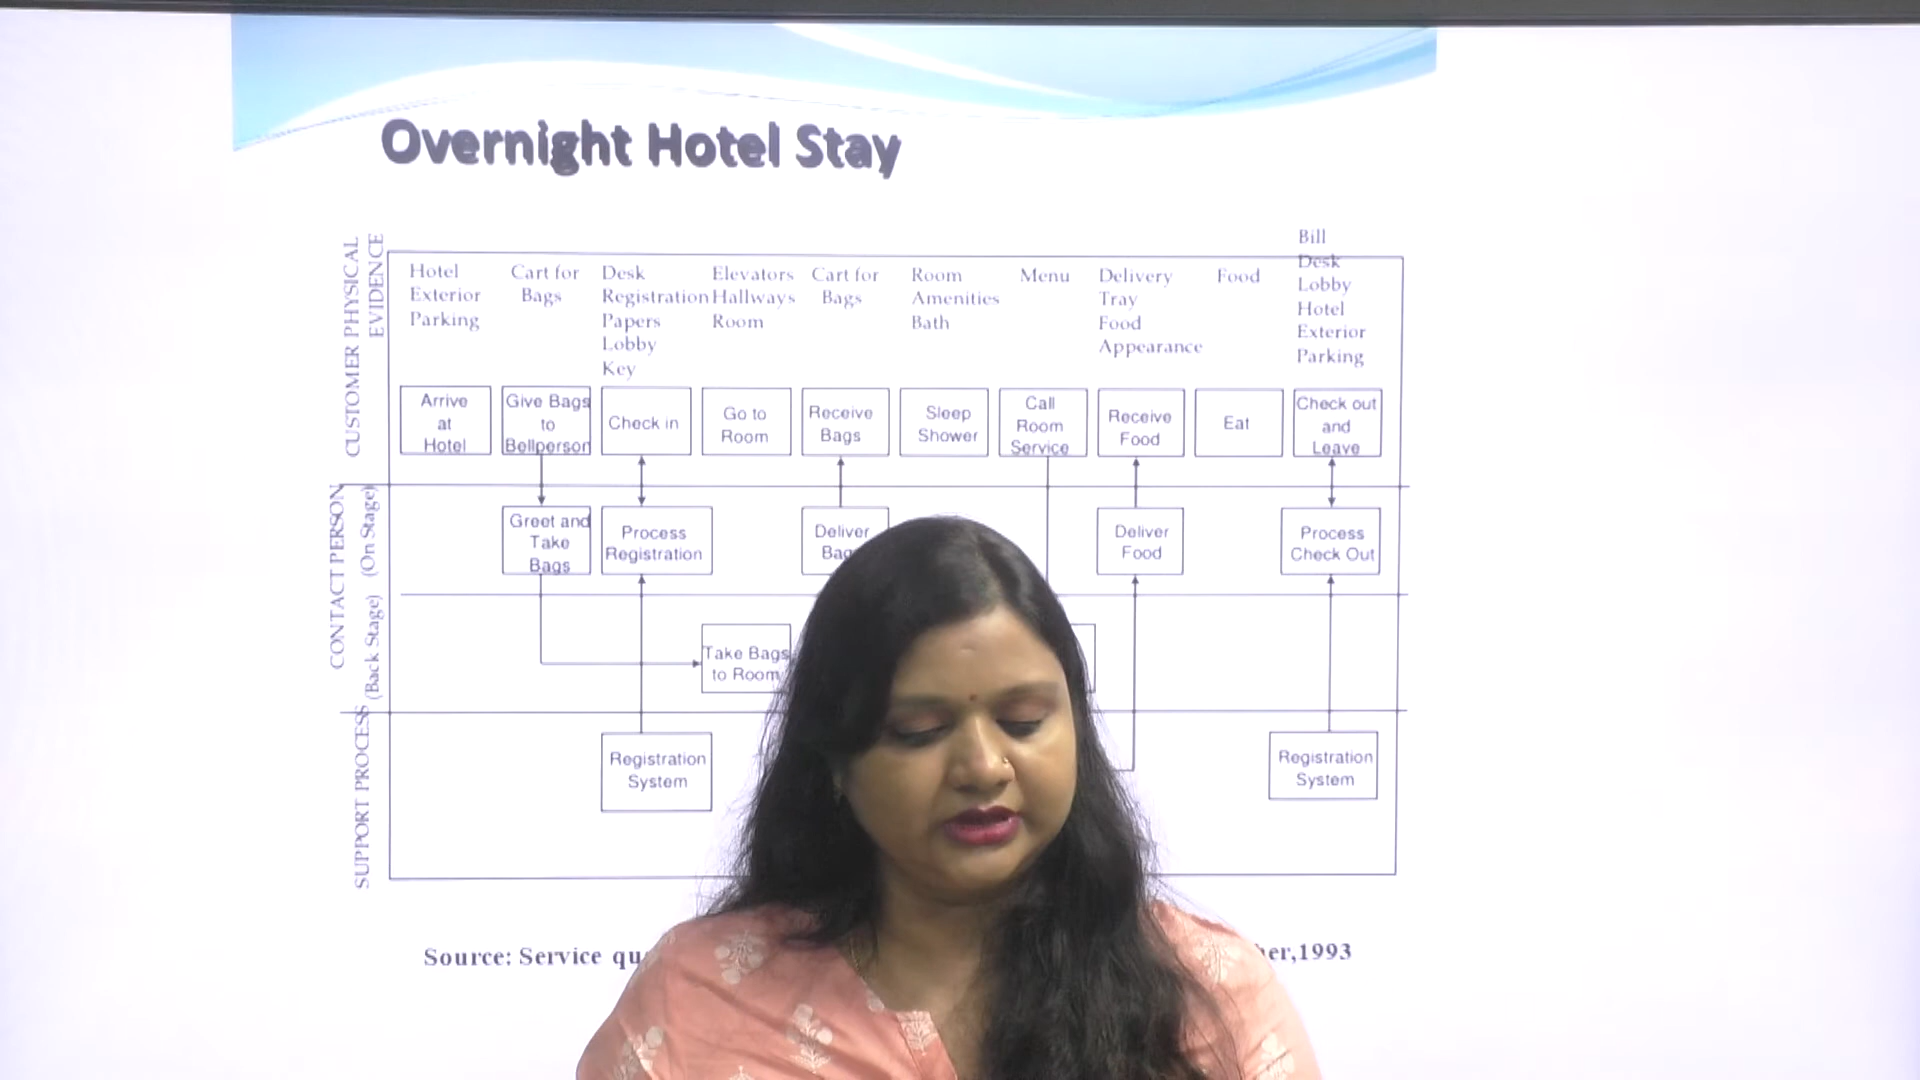 Overnight Hotel Stay
CUSTOMER PHYSICAL
EVIDENCE
Hotel
Exterior
Parking
Cart for
Bags
Desk
Registration
Papers
Lobby
Key
Elevators
Hallways
Room
Cart for
Bags
Room
Amenities
Bath
Menu
Delivery
Tray
Food
Appearance
Food
Bill
Desk
Lobby
Hotel
Exterior
Parking
Arrive
at
Hotel
Give Bags
to
Bellperson
Check in
Go to
Room
Receive
Bags
Sleep
Shower
Call
Room
Service
Receive
Food
Eat
Check out
and
Leave
CONTACT PERSON
(On Stage)
Greet and
Take
Bags
Process
Registration
Deliver
Deliver
Food
Process
Check Out
(Back Stage)
Take Bags
to Room
SUPPORT PROCESS
Registration
System
Registration
System
Source: Service
1993